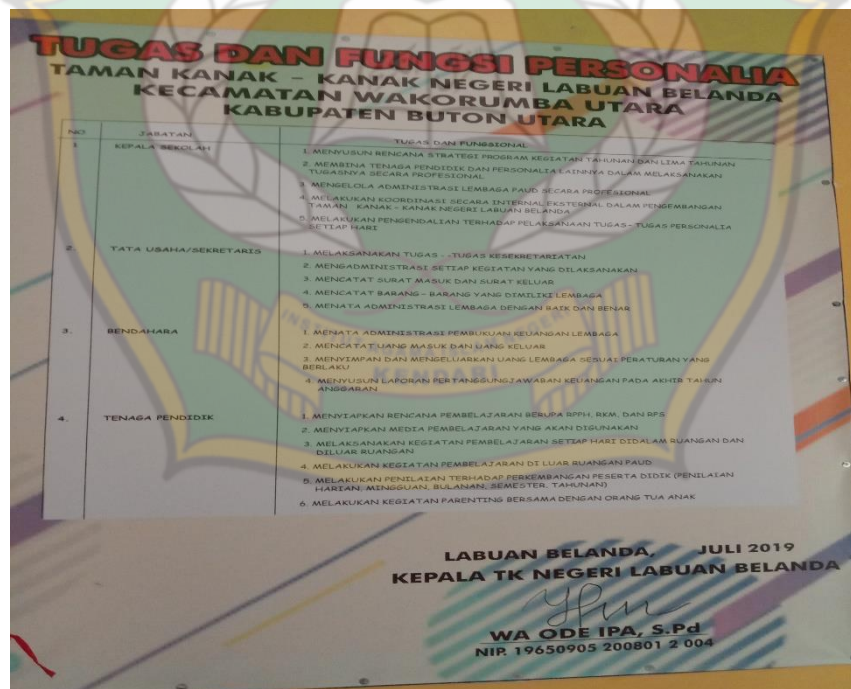 TUGAS DAN FUNGSI PERSONALIA
TAMAN KANAK – KANAK NEGERI LABUAN BELANDA
KECAMATAN WAKORUMBA UTARA
KABUPATEN BUTON UTARA
NO JABATAN TUGAS DAN FUNGSIONAL
1 KEPALA SEKOLAH 1. MENYUSUN RENCANA STRATEGI PROGRAM KEGIATAN TAHUNAN DAN LIMA TAHUNAN
2. MEMBINA TENAGA PENDIDIK DAN PERSONALIA LAINNYA DALAM MELAKSANAKAN
TUGASNYA SECARA PROFESIONAL
3. MENGELOLA ADMINISTRASI LEMBAGA PAUD SECARA PROFESIONAL
4. MELAKUKAN KOORDINASI SECARA INTERNAL EKSTERNAL DALAM PENGEMBANGAN
TAMAN KANAK - KANAK NEGERI LABUAN BELANDA
5. MELAKUKAN PENGENDALIAN TERHADAP PELAKSANAAN TUGAS- TUGAS PERSONALIA
SETIAP HARI
2. TATA USAHA/SEKRETARIS 1. MELAKSANAKAN TUGAS - -TUGAS KESEKRETARIATAN
2. MENGADMINISTRASI SETIAP KEGIATAN YANG DILAKSANAKAN
3. MENCATAT SURAT MASUK DAN SURAT KELUAR
4. MENCATAT BARANG - BARANG YANG DIMILIKI LEMBAGA
5. MENATA ADMINISTRASI LEMBAGA DENGAN BAIK DAN BENAR
3. BENDAHARA 1. MENATA ADMINISTRASI PEMBUKUAN KEUANGAN LEMBAGA
2. MENCATAT UANG MASUK DAN UANG KELUAR
3. MENYIMPAN DAN MENGELUARKAN UANG LEMBAGA SESUAI PERATURAN YANG
BERLAKU
4. MENYUSUN LAPORAN PERTANGGUNGJAWABAN KEUANGAN PADA AKHIR TAHUN
ANGGARAN
KENDARI
4. TENAGA PENDIDIK 1. MENYIAPKAN RENCANA PEMBELAJARAN BERUPA RPPH, RKM, DAN RPS
2. MENYIAPKAN MEDIA PEMBELAJARAN YANG AKAN DIGUNAKAN
3. MELAKSANAKAN KEGIATAN PEMBELAJARAN SETIAP HARI DIDALAM RUANGAN DAN
DILUAR RUANGAN
4. MELAKUKAN KEGIATAN PEMBELAJARAN DI LUAR RUANGAN PAUD
5. MELAKUKAN PENILAIAN TERHADAP PERKEMBANGAN PESERTA DIDIK (PENILAIAN
HARIAN, MINGGUAN, BULANAN, SEMESTER, TAHUNAN)
6. MELAKUKAN KEGIATAN PARENTING BERSAMA DENGAN ORANG TUA ANAK
LABUAN BELANDA, JULI 2019
KEPALA TK NEGERI LABUAN BELANDA
WA ODE IPA, S.Pd
NIP. 19650905 200801 2 004